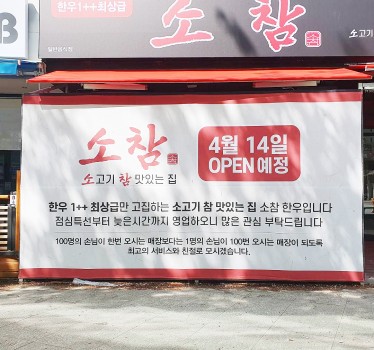 한우1++최상급
소참
B
소참
4월 14일
OPEN예정
소고기 참 맛있는 집
한우 1++ 최상급만 고집하는 소고기 참 맛있는 집 소참 한우입니다
점심특선부터 늦은시간까지 영업하오니 많은 관심 부탁드립니다
100명의 손님이 한번 오시는 매장보다는 1명의 손님이 100번 오시는 매장이 되도록
최고의 서비스와 친절로 모시겠습니다.